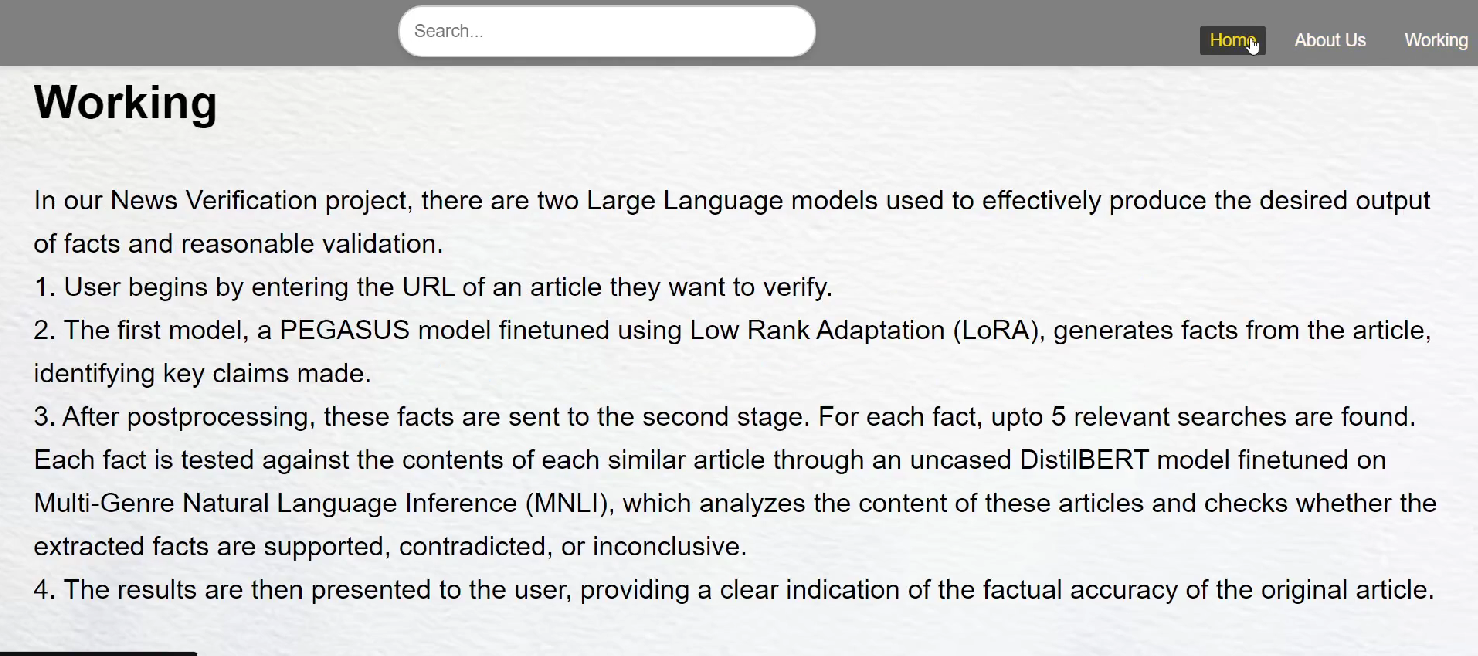 Search...
Home
About Us
Working
Working
In our News Verification project, there are two Large Language models used to effectively produce the desired output
of facts and reasonable validation.
1. User begins by entering the URL of an article they want to verify.
2. The first model, a PEGASUS model finetuned using Low Rank Adaptation (LoRA), generates facts from the article,
identifying key claims made.
3. After postprocessing, these facts are sent to the second stage. For each fact, upto 5 relevant searches are found.
Each fact is tested against the contents of each similar article through an uncased DistilBERT model finetuned on
Multi-Genre Natural Language Inference (MNLI), which analyzes the content of these articles and checks whether the
extracted facts are supported, contradicted, or inconclusive.
4. The results are then presented to the user, providing a clear indication of the factual accuracy of the original article.